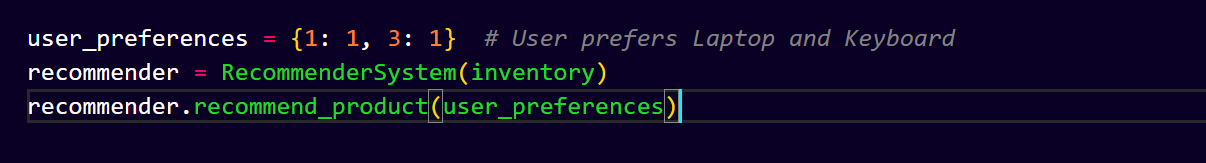 user_preferences = {1: 1, 3: 1}  # User prefers Laptop and Keyboard
recommender = RecommenderSystem(inventory)
recommender.recommend_product(user_preferences)